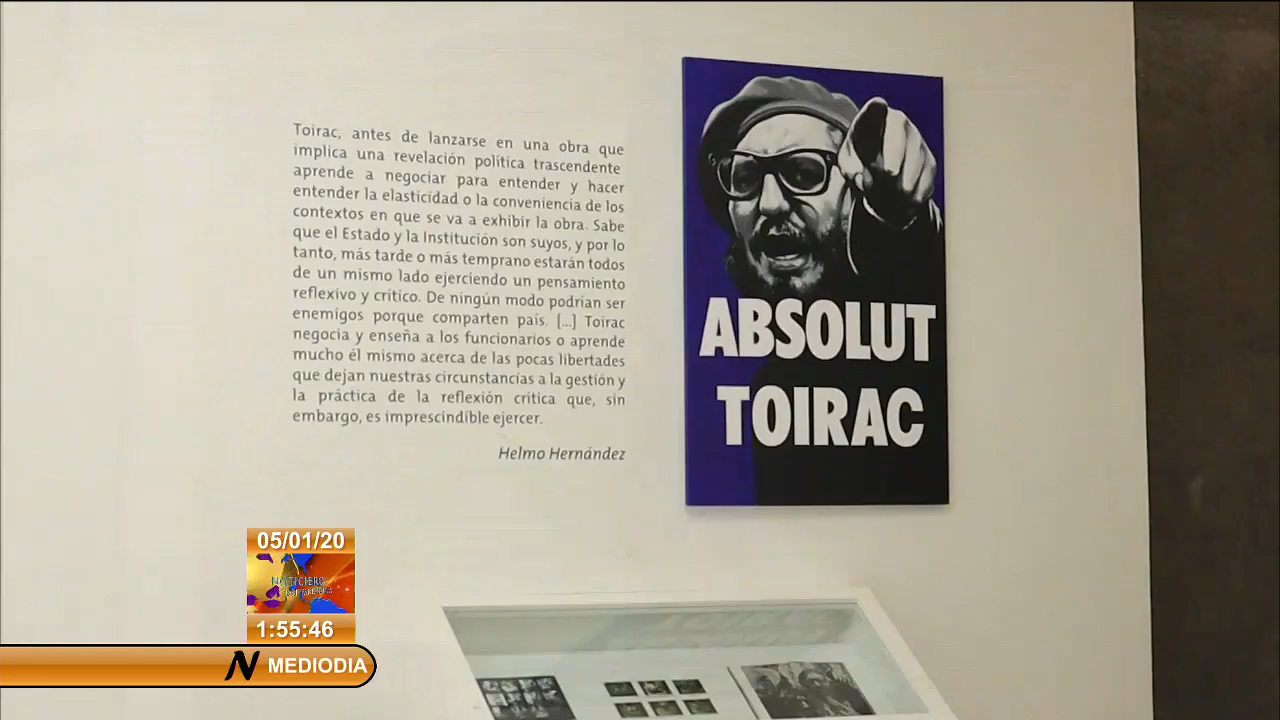 Toirac, antes de lanzarse en una obra que
implica una revelación política trascendente
aprende a negociar para entender y hacer
entender la elasticidad o la conveniencia de los
contextos en que se va a exhibir la obra. Sabe
que el Estado y la Institución son suyos, y por lo
tanto, más tarde o más temprano estarán todos
de un mismo lado ejerciendo un pensamiento
reflexivo y crítico. De ningún modo podrían ser
enemigos porque comparten país. [...] Toirac
negocia y enseña a los funcionarios o aprende
mucho él mismo acerca de las pocas libertades
que dejan nuestras circunstancias a la gestión y
la práctica de la reflexión crítica que, sin
embargo, es imprescindible ejercer.
Helmo Hernández
ABSOLUT
TOIRAC
05/01/20
NOTICIERO
1:55:46
N MEDIODIA